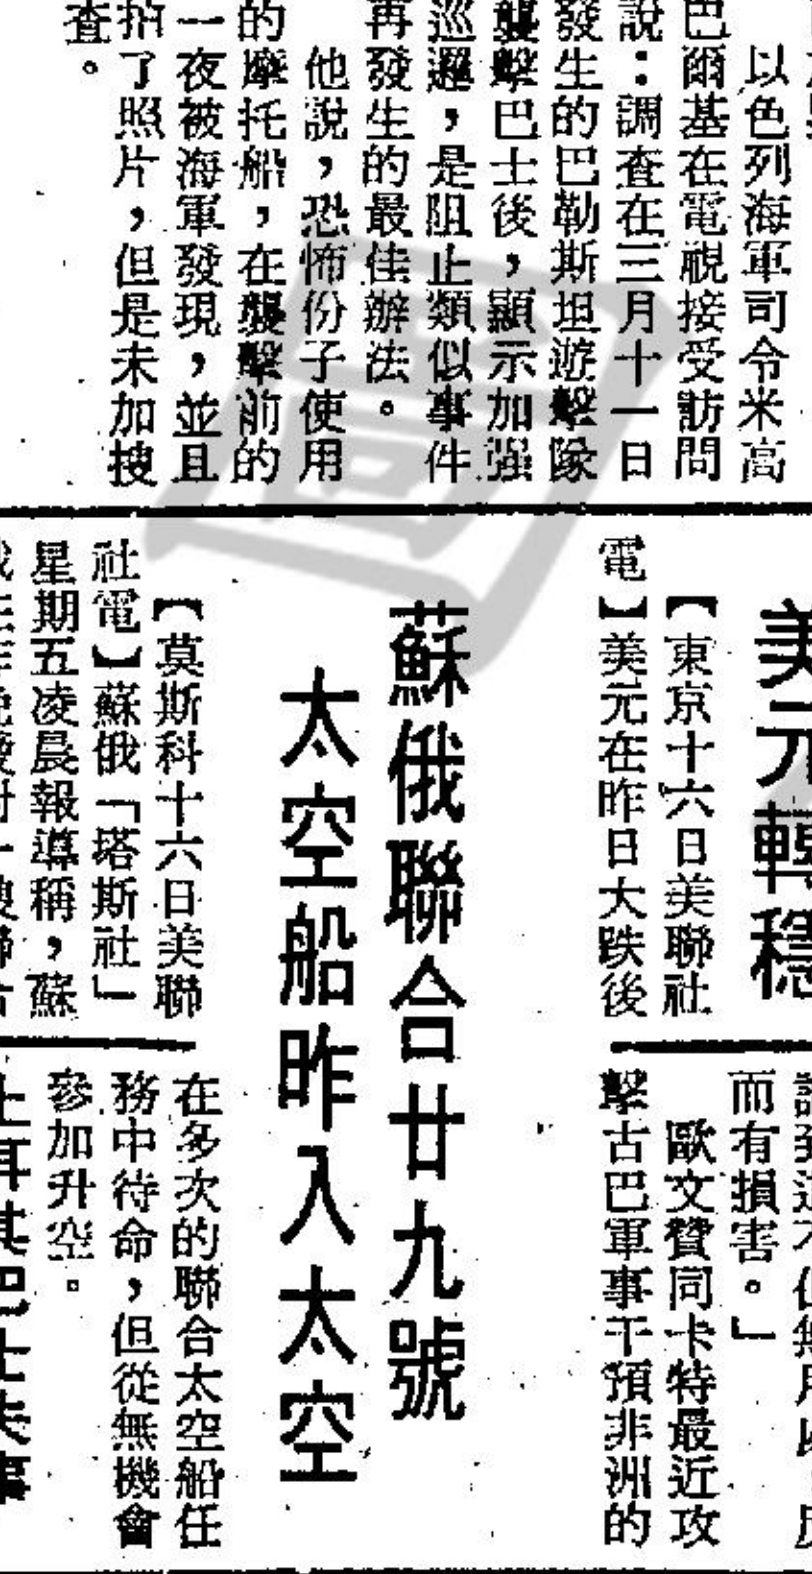 以色列海軍司令米高
巴爾基在電視接受訪問
說：調查在三月十一日
發生的巴勒斯坦遊擊隊
襲擊巴士後，顯示加强
巡邏，是阻止類似事件
再發生的最佳辦法。
他說，恐怖份子使用
的摩托船，在襲擊前的
一夜被海軍發現，並且
拍了照片，但是未加搜
查。
美元轉穩
【東京十六日美聯社
電】美元在昨日大跌後
蘇俄聯合廿九號
太空船昨入太空
【莫斯科十六日美聯
社電】蘇俄「塔斯社」
星期五凌晨報導稱，蘇
而有損害。」
歐文贊同卡特最近攻
擊古巴軍事干預非洲的
在多次的聯合太空船任
務中待命，但從無機會
參加升空。
圖